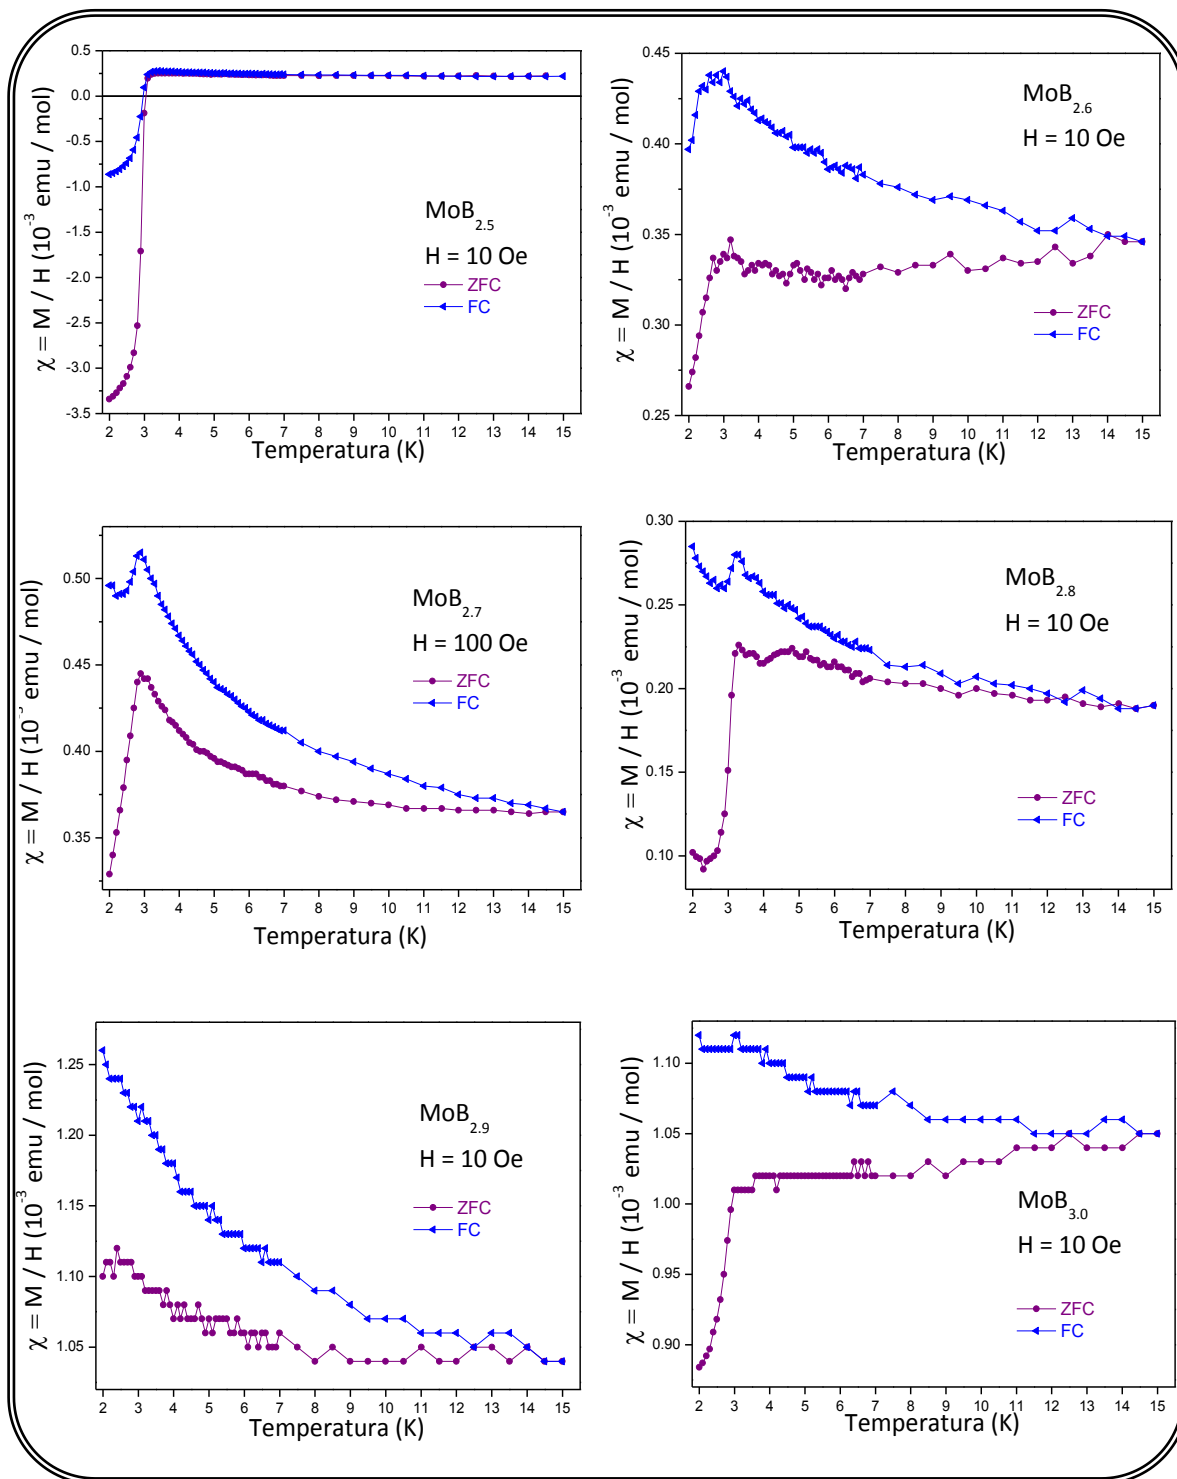 χ = M / H (10⁻³ emu / mol)
0.5
0.0
-0.5
-1.0
-1.5
-2.0
-2.5
-3.0
-3.5
MoB2.5
H = 10 Oe
ZFC
FC
2 3 4 5 6 7 8 9 10 11 12 13 14 15
Temperatura (K)
χ = M / H (10⁻³ emu / mol)
0.45
0.40
0.35
0.30
0.25
MoB2.6
H = 10 Oe
ZFC
FC
2 3 4 5 6 7 8 9 10 11 12 13 14 15
Temperatura (K)
χ = M / H (10⁻³ emu / mol)
0.50
0.45
0.40
0.35
MoB2.7
H = 100 Oe
ZFC
FC
2 3 4 5 6 7 8 9 10 11 12 13 14 15
Temperatura (K)
χ = M / H (10⁻³ emu / mol)
0.30
0.25
0.20
0.15
0.10
MoB2.8
H = 10 Oe
ZFC
FC
2 3 4 5 6 7 8 9 10 11 12 13 14 15
Temperatura (K)
χ = M / H (10⁻³ emu / mol)
1.25
1.20
1.15
1.10
1.05
MoB2.9
H = 10 Oe
ZFC
FC
2 3 4 5 6 7 8 9 10 11 12 13 14 15
Temperatura (K)
χ = M / H (10⁻³ emu / mol)
1.10
1.05
1.00
0.95
0.90
MoB3.0
H = 10 Oe
ZFC
FC
2 3 4 5 6 7 8 9 10 11 12 13 14 15
Temperatura (K)